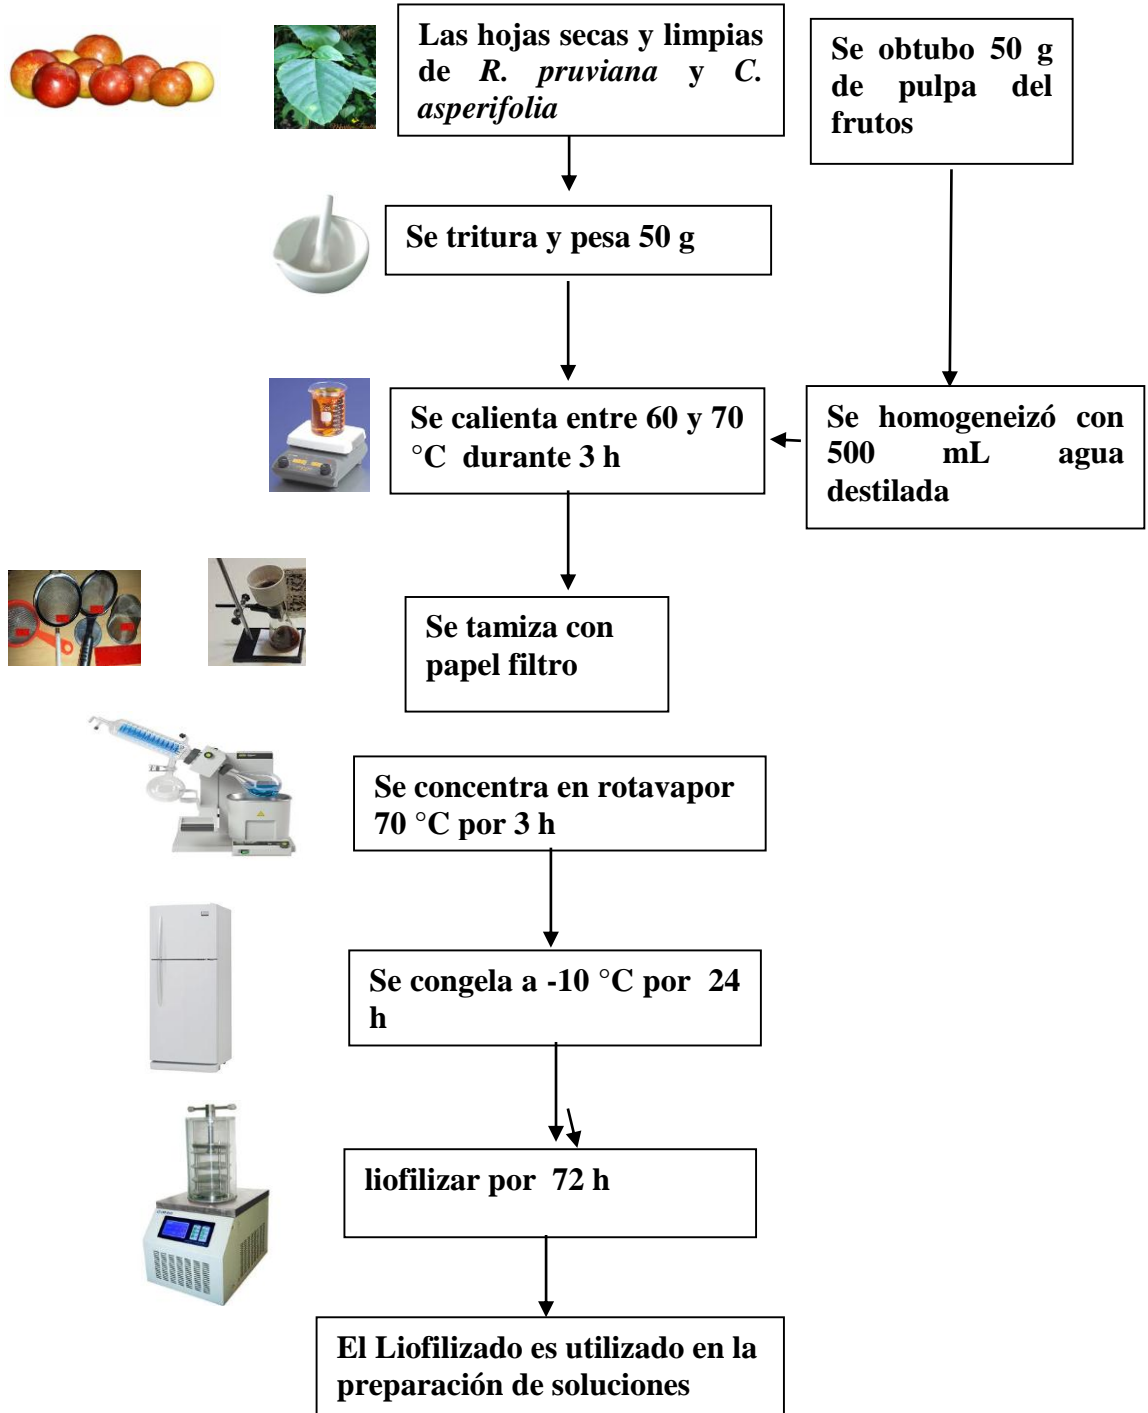 Las hojas secas y limpias
de R. pruviana y C.
asperifolia
Se obtubo 50 g
de pulpa del
frutos
Se tritura y pesa 50 g
Se calienta entre 60 y 70
°C durante 3 h
Se homogeneizó con
500 mL agua
destilada
Se tamiza con
papel filtro
Se concentra en rotavapor
70 °C por 3 h
Se congela a -10 °C por 24
h
liofilizar por 72 h
El Liofilizado es utilizado en la
preparación de soluciones